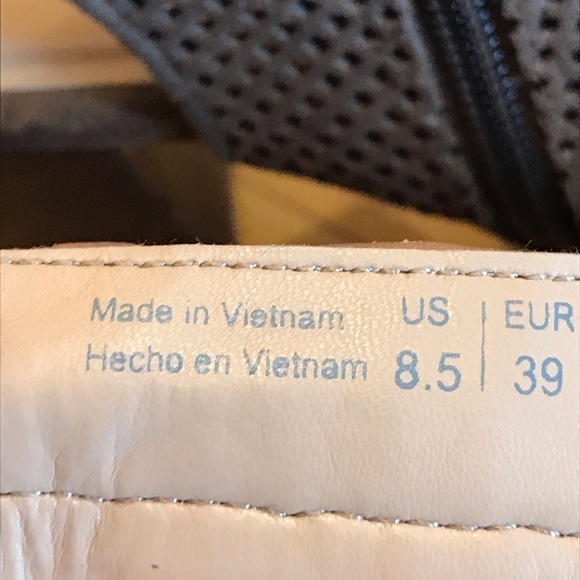 Made in Vietnam US | EUR
Hecho en Vietnam 8.5 | 39